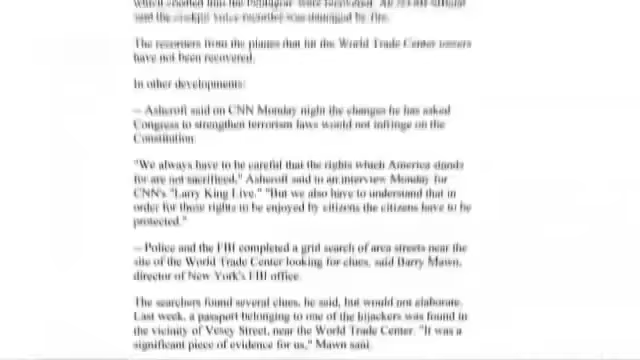 which crashed into the Pentagon were recovered. An FBI official
said the cockpit voice recorder was damaged by fire.
The recorders from the planes that hit the World Trade Center towers
have not been recovered.
In other developments:
-- Ashcroft said on CNN Monday night the changes he has asked
Congress to strengthen terrorism laws would not infringe on the
Constitution.
"We always have to be careful that the rights which America stands
for are not sacrificed," Ashcroft said in an interview Monday for
CNN's "Larry King Live." "But we also have to understand that in
order for those rights to be enjoyed by citizens the citizens have to be
protected."
-- Police and the FBI completed a grid search of area streets near the
site of the World Trade Center looking for clues, said Barry Mawn,
director of New York's FBI office.
The searchers found several clues, he said, but would not elaborate.
Last week, a passport belonging to one of the hijackers was found in
the vicinity of Vesey Street, near the World Trade Center. "It was a
significant piece of evidence for us," Mawn said.